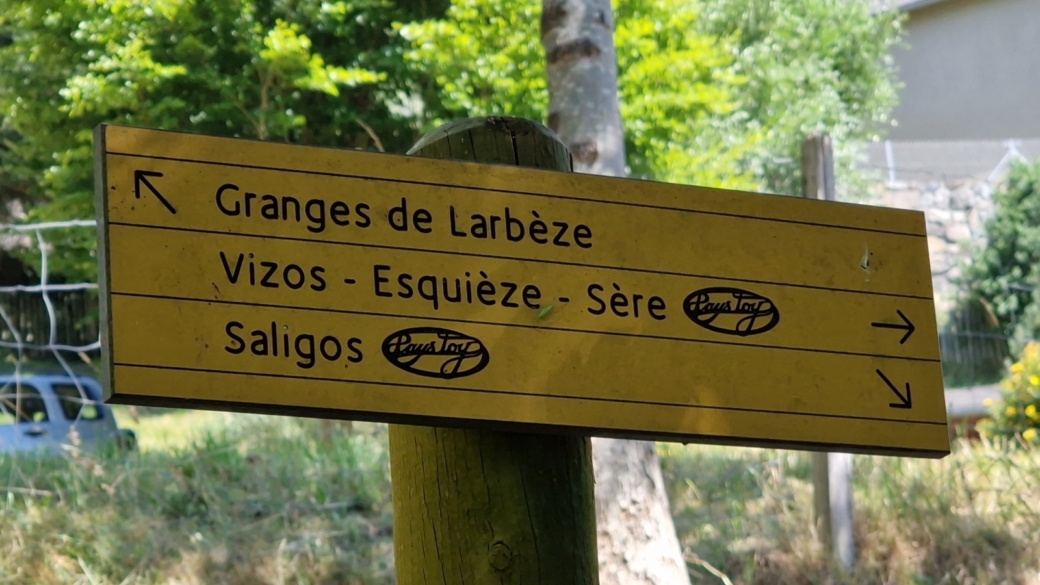 Granges de Larbèze
Vizos - Esquièze - Sère Pays Toy
Saligos Pays Toy